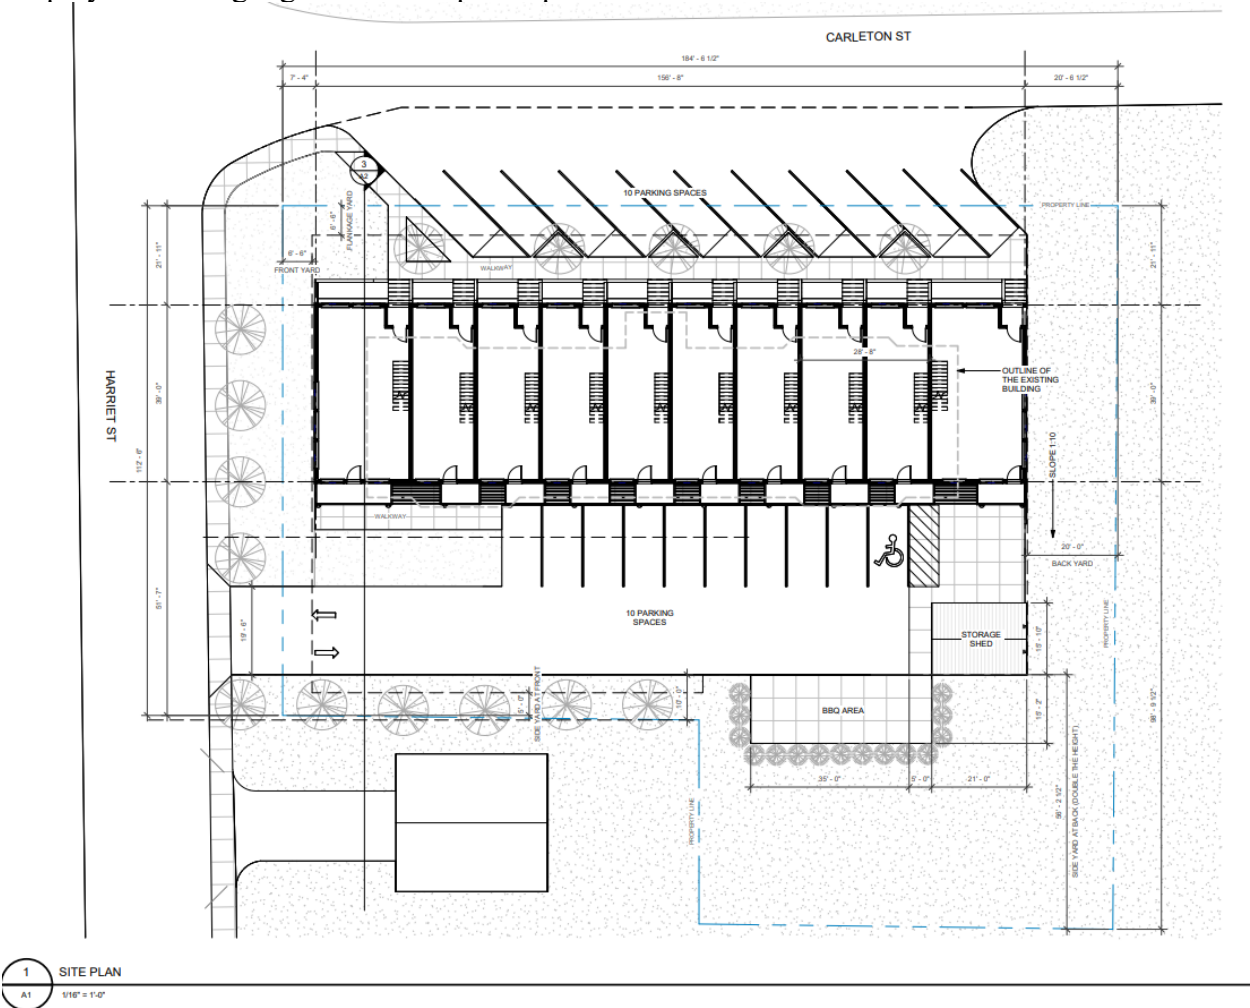 CARLETON ST
184' - 6 1/2"
7' - 4"
156' - 8"
20' - 6 1/2"
3
A2
10 PARKING SPACES
PROPERTY LINE
6' - 6"
FLANKAGE YARD
21' - 11"
21' - 11"
6' - 6"
FRONT YARD
WALKWAY
28' - 8"
OUTLINE OF
THE EXISTING
BUILDING
HARRIET ST
39' - 0"
39' - 0"
112' - 6"
SLOPE 1:10
WALKWAY
20' - 0"
BACK YARD
51' - 7"
19' - 6"
10 PARKING
SPACES
STORAGE
SHED
15' - 10"
PROPERTY LINE
5' - 0"
SIDE YARD AT FRONT
10' - 0"
BBQ AREA
15' - 2"
98' - 9 1/2"
35' - 0"
5' - 0"
21' - 0"
PROPERTY LINE
56' - 2 1/2"
SIDE YARD AT BACK (DOUBLE THE HEIGHT)
1
SITE PLAN
A1
1/16" = 1'-0"